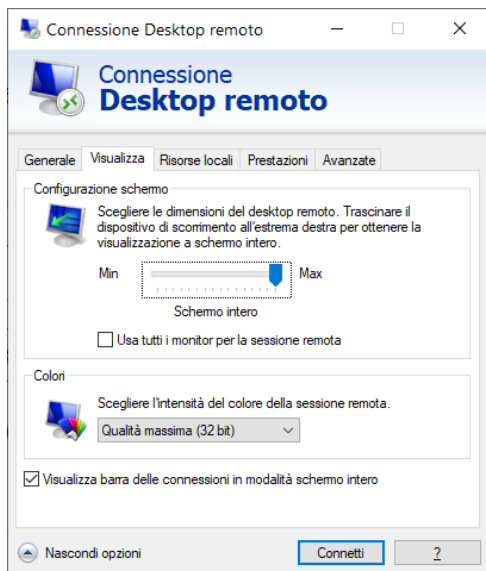 Connessione Desktop remoto
Connessione
Desktop remoto
Generale Visualizza Risorse locali Prestazioni Avanzate
Configurazione schermo
Scegliere le dimensioni del desktop remoto. Trascinare il
dispositivo di scorrimento all'estrema destra per ottenere la
visualizzazione a schermo intero.
Min Max
Schermo intero
Usa tutti i monitor per la sessione remota
Colori
Scegliere l'intensità del colore della sessione remota.
Qualità massima (32 bit)
Visualizza barra delle connessioni in modalità schermo intero
Nascondi opzioni Connetti ?